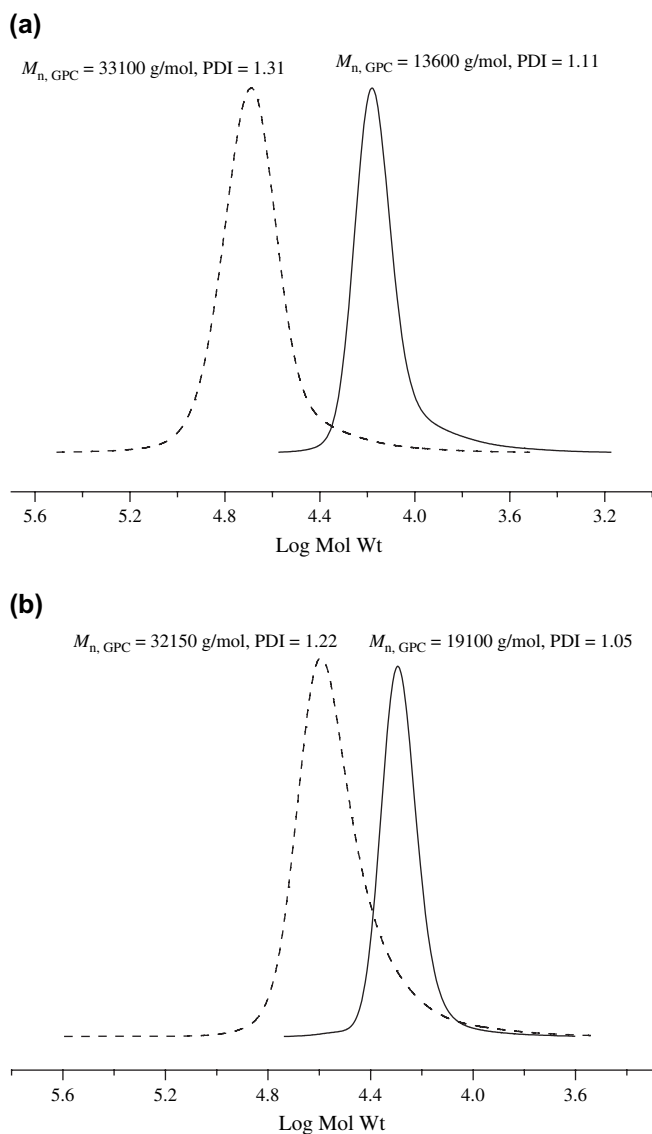 (a)
Mn, GPC = 33100 g/mol, PDI = 1.31
Mn, GPC = 13600 g/mol, PDI = 1.11
5.6 5.2 4.8 4.4 4.0 3.6 3.2
Log Mol Wt
(b)
Mn, GPC = 32150 g/mol, PDI = 1.22
Mn, GPC = 19100 g/mol, PDI = 1.05
5.6 4.8 4.4 4.0 3.6
Log Mol Wt